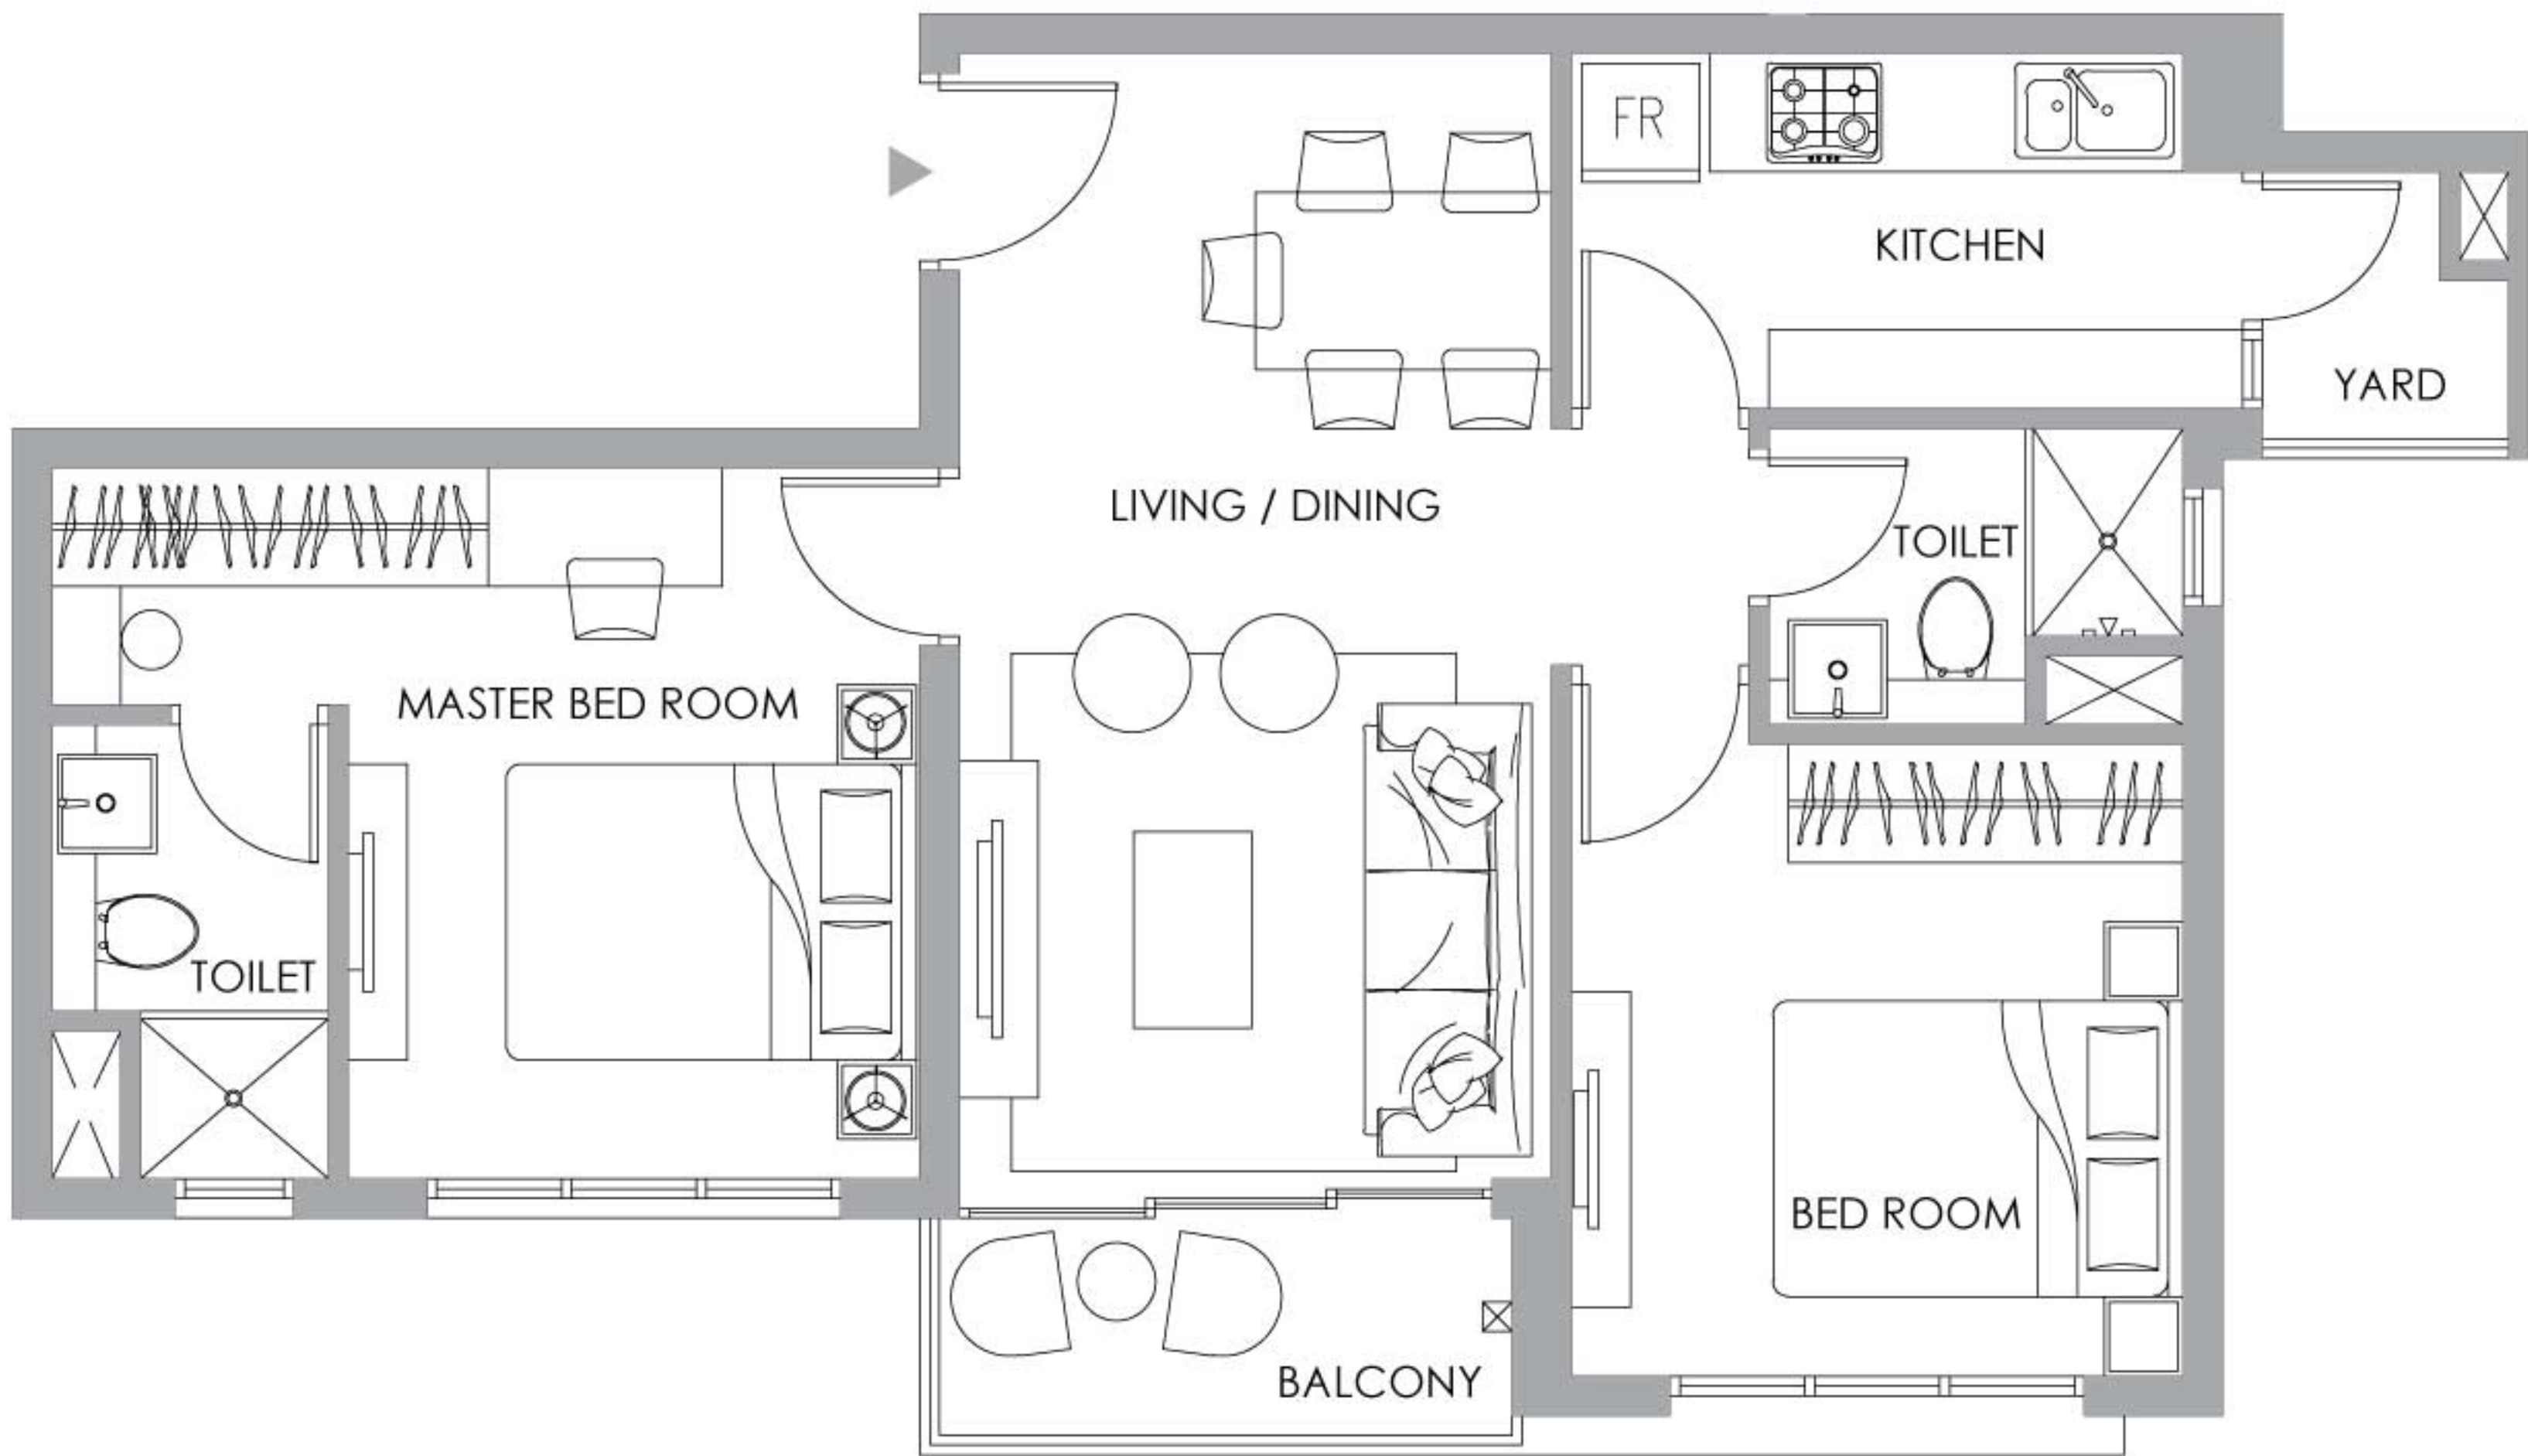 FR
KITCHEN
YARD
LIVING / DINING
TOILET
MASTER BED ROOM
TOILET
BED ROOM
BALCONY